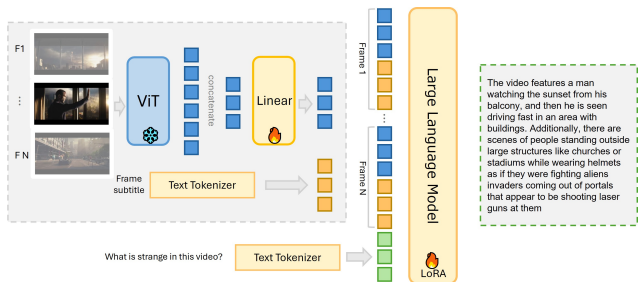 F1
⋮
F N
ViT
concatenate
Linear
Frame
subtitle
Text Tokenizer
What is strange in this video?
Text Tokenizer
Frame 1
...
Frame N
Large Language Model
LoRA
The video features a man
watching the sunset from his
balcony, and then he is seen
driving fast in an area with
buildings. Additionally, there are
scenes of people standing outside
large structures like churches or
stadiums while wearing helmets
as if they were fighting aliens
invaders coming out of portals
that appear to be shooting laser
guns at them